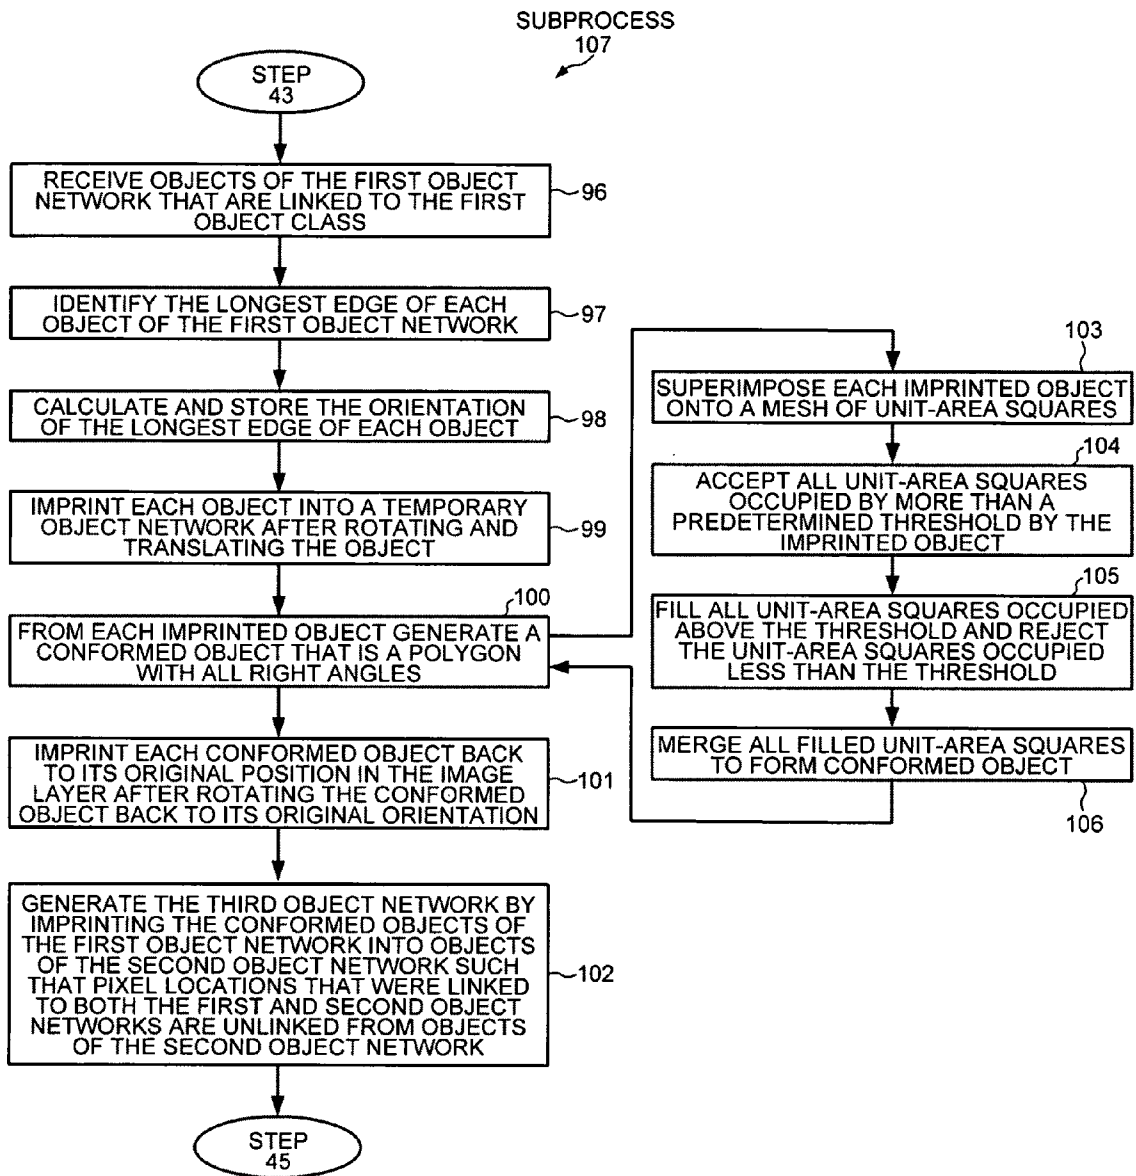 SUBPROCESS
107
STEP
43
RECEIVE OBJECTS OF THE FIRST OBJECT
NETWORK THAT ARE LINKED TO THE FIRST
OBJECT CLASS
96
IDENTIFY THE LONGEST EDGE OF EACH
OBJECT OF THE FIRST OBJECT NETWORK
97
CALCULATE AND STORE THE ORIENTATION
OF THE LONGEST EDGE OF EACH OBJECT
98
IMPRINT EACH OBJECT INTO A TEMPORARY
OBJECT NETWORK AFTER ROTATING AND
TRANSLATING THE OBJECT
99
100
FROM EACH IMPRINTED OBJECT GENERATE A
CONFORMED OBJECT THAT IS A POLYGON
WITH ALL RIGHT ANGLES
103
SUPERIMPOSE EACH IMPRINTED OBJECT
ONTO A MESH OF UNIT-AREA SQUARES
104
ACCEPT ALL UNIT-AREA SQUARES
OCCUPIED BY MORE THAN A
PREDETERMINED THRESHOLD BY THE
IMPRINTED OBJECT
105
FILL ALL UNIT-AREA SQUARES OCCUPIED
ABOVE THE THRESHOLD AND REJECT
THE UNIT-AREA SQUARES OCCUPIED
LESS THAN THE THRESHOLD
MERGE ALL FILLED UNIT-AREA SQUARES
TO FORM CONFORMED OBJECT
106
IMPRINT EACH CONFORMED OBJECT BACK
TO ITS ORIGINAL POSITION IN THE IMAGE
LAYER AFTER ROTATING THE CONFORMED
OBJECT BACK TO ITS ORIGINAL ORIENTATION
101
GENERATE THE THIRD OBJECT NETWORK BY
IMPRINTING THE CONFORMED OBJECTS OF
THE FIRST OBJECT NETWORK INTO OBJECTS
OF THE SECOND OBJECT NETWORK SUCH
THAT PIXEL LOCATIONS THAT WERE LINKED
TO BOTH THE FIRST AND SECOND OBJECT
NETWORKS ARE UNLINKED FROM OBJECTS
OF THE SECOND OBJECT NETWORK
102
STEP
45